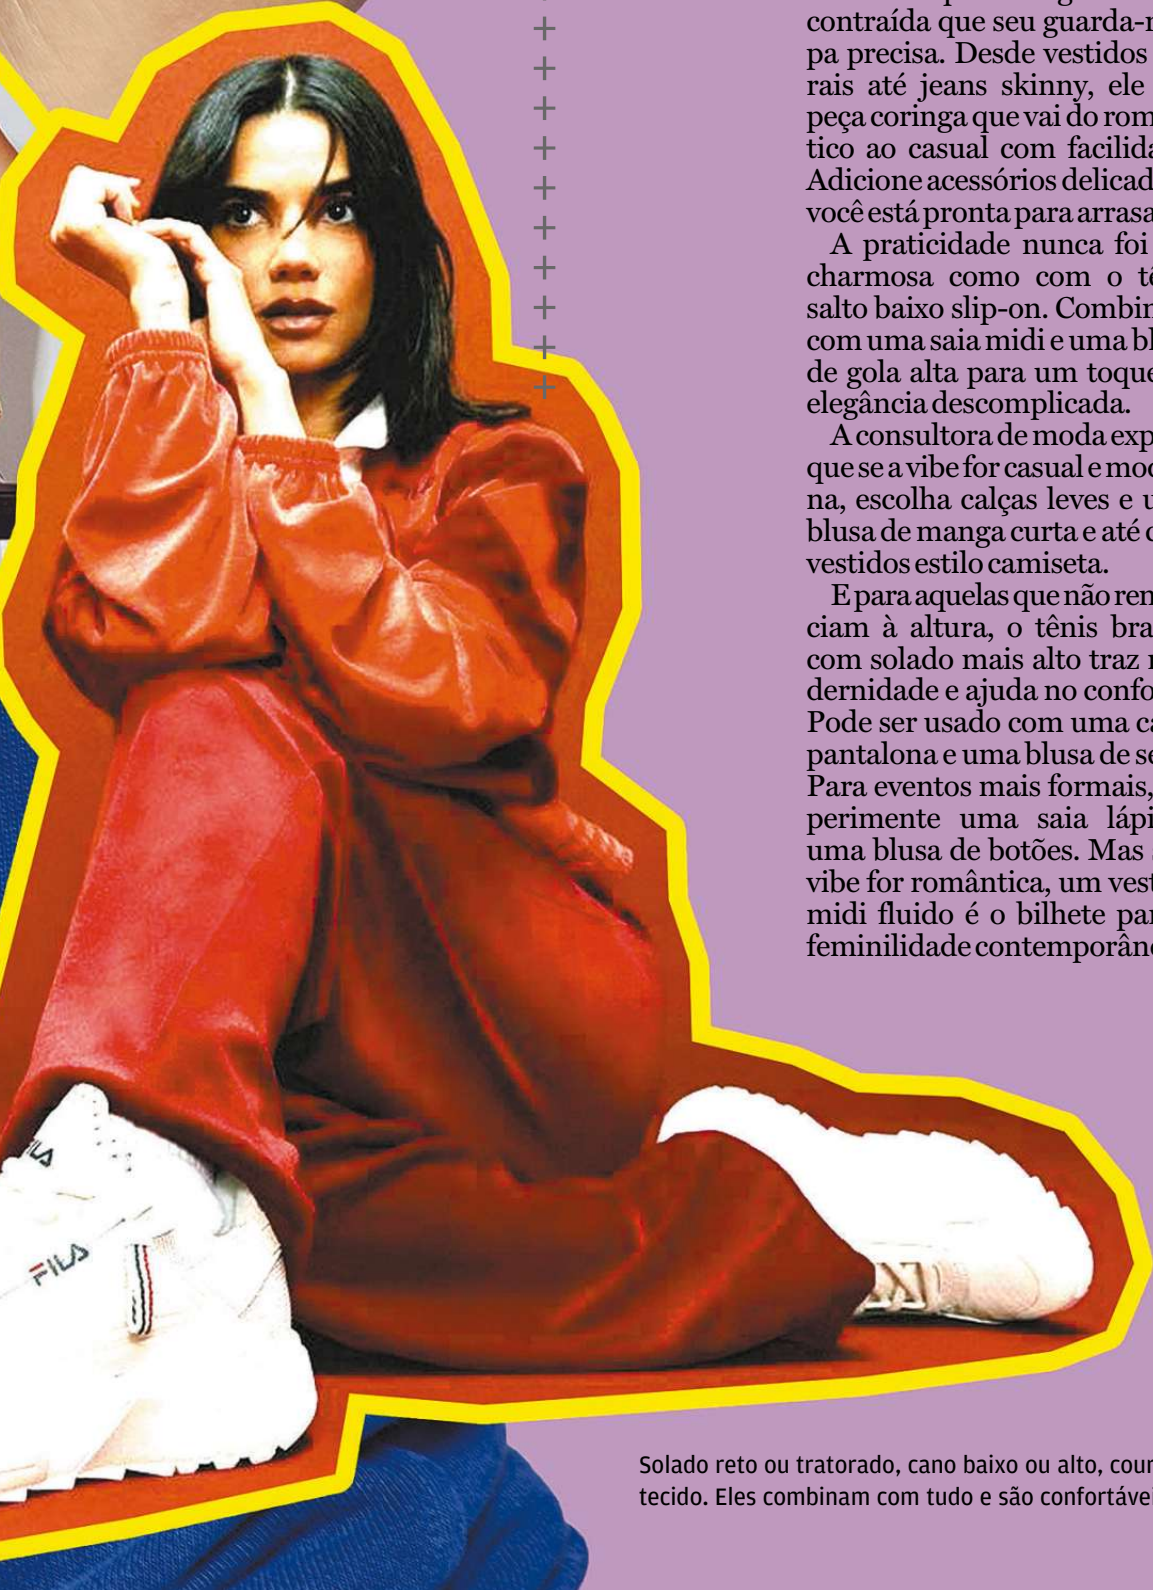 contraída que seu guarda-r
pa precisa. Desde vestidos
rais até jeans skinny, ele
peça coringa que vai do rom
tico ao casual com facilida
Adicione acessórios delicad
você está pronta para arrasa
A praticidade nunca foi
charmosa como com o tê
salto baixo slip-on. Combin
com uma saia midi e uma bl
de gola alta para um toque
elegância descomplicada.
A consultora de moda exp
que se a vibe for casual e mod
na, escolha calças leves e u
blusa de manga curta e até c
vestidos estilo camiseta.
E para aquelas que não ren
ciam à altura, o tênis bra
com solado mais alto traz m
dernidade e ajuda no confo
Pode ser usado com uma ca
pantalona e uma blusa de se
Para eventos mais formais,
perimente uma saia lápi
uma blusa de botões. Mas
vibe for romântica, um vest
midi fluido é o bilhete par
feminilidade contemporân
FILA
Solado reto ou tratorado, cano baixo ou alto, cour
tecido. Eles combinam com tudo e são confortávei